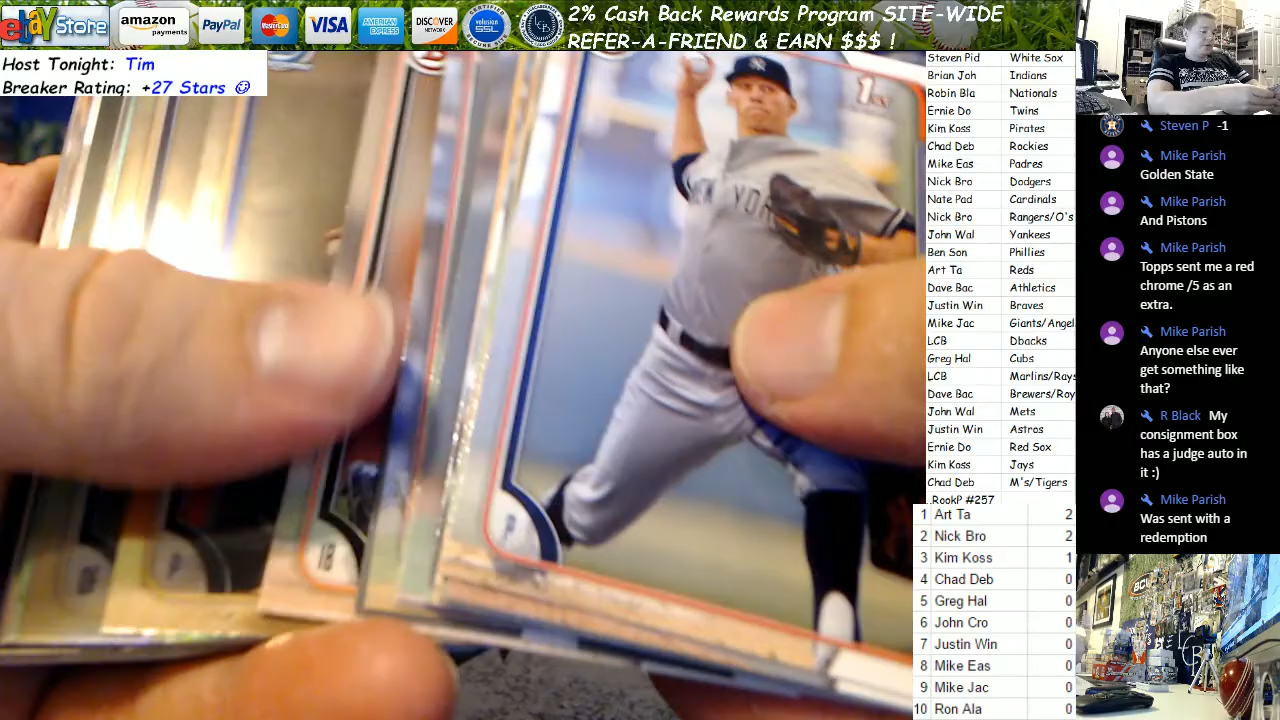 ebay Store
amazon payments
PayPal
MasterCard
VISA
AMERICAN EXPRESS
DISCOVER NETWORK
volusion SSL
LCB
2% Cash Back Rewards Program SITE-WIDE
REFER-A-FRIEND & EARN $$$ !
Host Tonight: Tim
Breaker Rating: +27 Stars
1st
NEW YORK
P
1B
Steven Pid White Sox
Brian Joh Indians
Robin Bla Nationals
Ernie Do Twins
Kim Koss Pirates
Chad Deb Rockies
Mike Eas Padres
Nick Bro Dodgers
Nate Pad Cardinals
Nick Bro Rangers/O's
John Wal Yankees
Ben Son Phillies
Art Ta Reds
Dave Bac Athletics
Justin Win Braves
Mike Jac Giants/Angel
LCB Dbacks
Greg Hal Cubs
LCB Marlins/Rays
Dave Bac Brewers/Roy
John Wal Mets
Justin Win Astros
Ernie Do Red Sox
Kim Koss Jays
Chad Deb M's/Tigers
RookP #257
1 Art Ta 2
2 Nick Bro 2
3 Kim Koss 1
4 Chad Deb 0
5 Greg Hal 0
6 John Cro 0
7 Justin Win 0
8 Mike Eas 0
9 Mike Jac 0
10 Ron Ala 0
Steven P -1
Mike Parish
Golden State
Mike Parish
And Pistons
Mike Parish
Topps sent me a red
chrome /5 as an
extra.
Mike Parish
Anyone else ever
get something like
that?
R Black My
consignment box
has a judge auto in
it :)
Mike Parish
Was sent with a
redemption